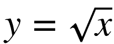 y = √x